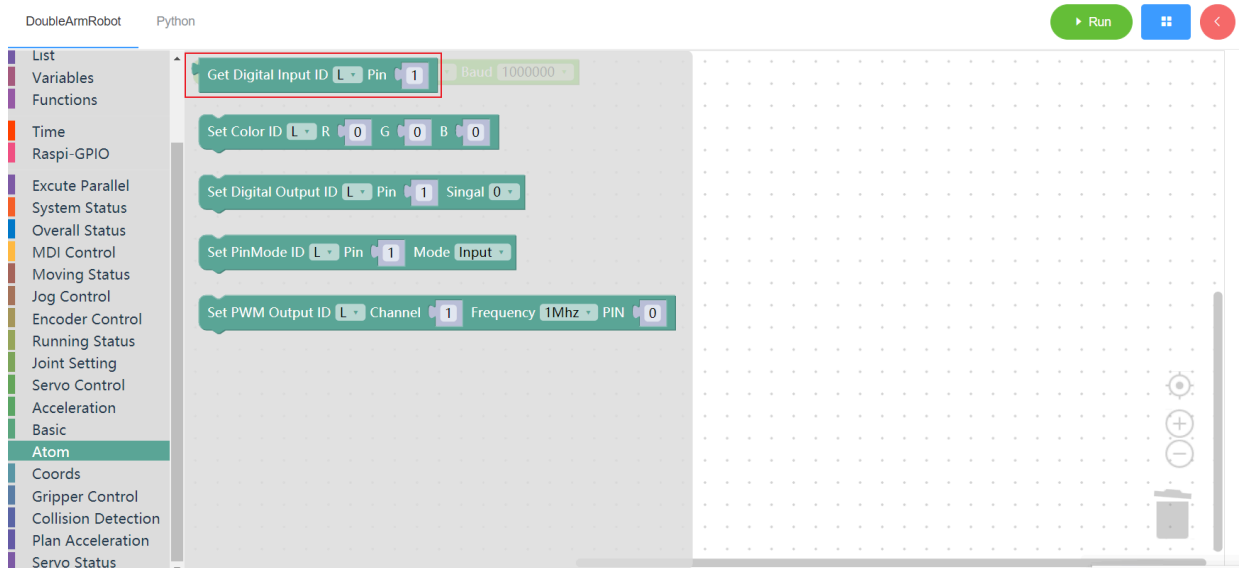 DoubleArmRobot Python Run
List
Variables
Functions
Time
Raspi-GPIO
Excute Parallel
System Status
Overall Status
MDI Control
Moving Status
Jog Control
Encoder Control
Running Status
Joint Setting
Servo Control
Acceleration
Basic
Atom
Coords
Gripper Control
Collision Detection
Plan Acceleration
Servo Status
Get Digital Input ID L Pin 1
Baud 1000000
Set Color ID L R 0 G 0 B 0
Set Digital Output ID L Pin 1 Singal 0
Set PinMode ID L Pin 1 Mode Input
Set PWM Output ID L Channel 1 Frequency 1Mhz PIN 0